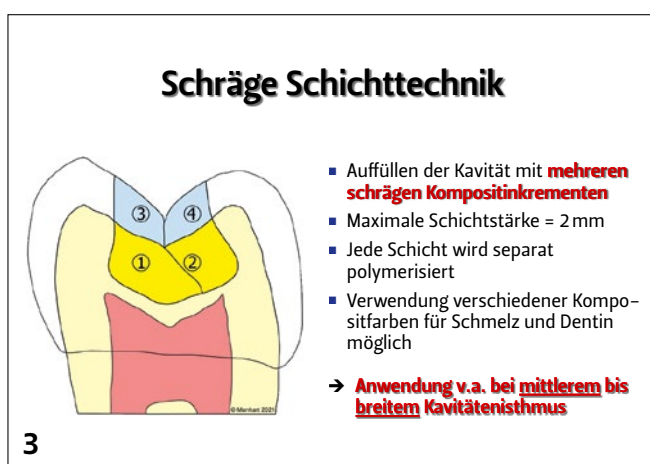 Schräge Schichttechnik
③ ④
① ②
© Manhart 2021
■ Auffüllen der Kavität mit mehreren
schrägen Kompositinkrementen
■ Maximale Schichtstärke = 2 mm
■ Jede Schicht wird separat
polymerisiert
■ Verwendung verschiedener Kompo-
sitfarben für Schmelz und Dentin
möglich
➔ Anwendung v.a. bei mittlerem bis
breitem Kavitätenisthmus
3